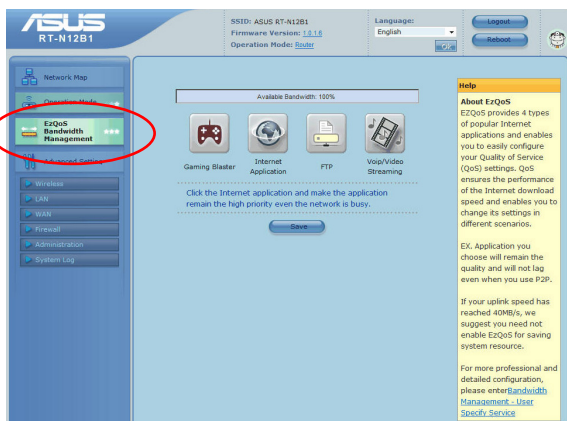 ASUS
RT-N12B1
SSID: ASUS RT-N12B1
Firmware Version: 1.0.1.6
Operation Mode: Router
Language:
English
Logout
Reboot
Network Map
Operation Mode
EzQoS
Bandwidth
Management
Advanced Setting
Wireless
LAN
WAN
Firewall
Administration
System Log
Available Bandwidth: 100%
Gaming Blaster
Internet
Application
FTP
Voip/Video
Streaming
Click the Internet application and make the application
remain the high priority even the network is busy.
Save
Help
About EzQoS
EZQoS provides 4 types
of popular Internet
applications and enables
you to easily configure
your Quality of Service
(QoS) settings. QoS
ensures the performance
of the Internet download
speed and enables you to
change its settings in
different scenarios.
EX. Application you
choose will remain the
quality and will not lag
even when you use P2P.
If your uplink speed has
reached 40MB/s, we
suggest you need not
enable EzQoS for saving
system resource.
For more professional and
detailed configuration,
please enterBandwidth
Management - User
Specify Service